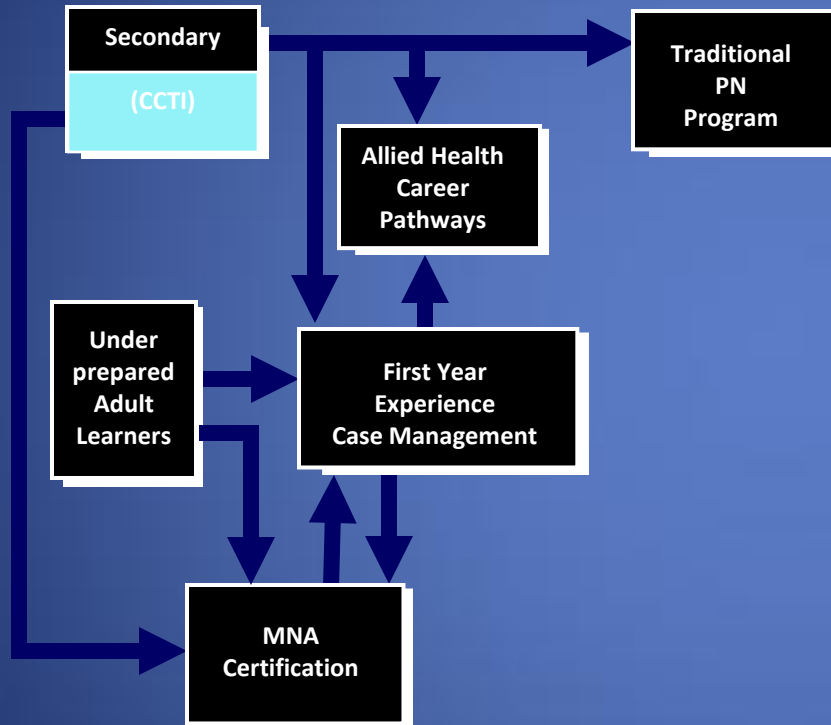 Secondary
(CCTI)
Traditional
PN
Program
Allied Health
Career
Pathways
Under
prepared
Adult
Learners
First Year
Experience
Case Management
MNA
Certification